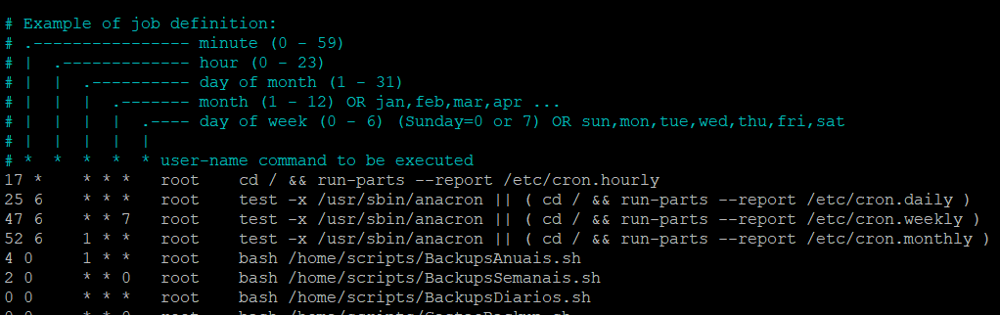 # Example of job definition:
# .---------------- minute (0 - 59)
# |  .------------- hour (0 - 23)
# |  |  .---------- day of month (1 - 31)
# |  |  |  .------- month (1 - 12) OR jan,feb,mar,apr ...
# |  |  |  |  .---- day of week (0 - 6) (Sunday=0 or 7) OR sun,mon,tue,wed,thu,fri,sat
# |  |  |  |  |
# *  *  *  *  * user-name command to be executed
17 *    * * *   root    cd / && run-parts --report /etc/cron.hourly
25 6    * * *   root    test -x /usr/sbin/anacron || ( cd / && run-parts --report /etc/cron.daily )
47 6    * * 7   root    test -x /usr/sbin/anacron || ( cd / && run-parts --report /etc/cron.weekly )
52 6    1 * *   root    test -x /usr/sbin/anacron || ( cd / && run-parts --report /etc/cron.monthly )
4 0     1 * *   root    bash /home/scripts/BackupsAnuais.sh
2 0     * * 0   root    bash /home/scripts/BackupsSemanais.sh
0 0     * * *   root    bash /home/scripts/BackupsDiarios.sh